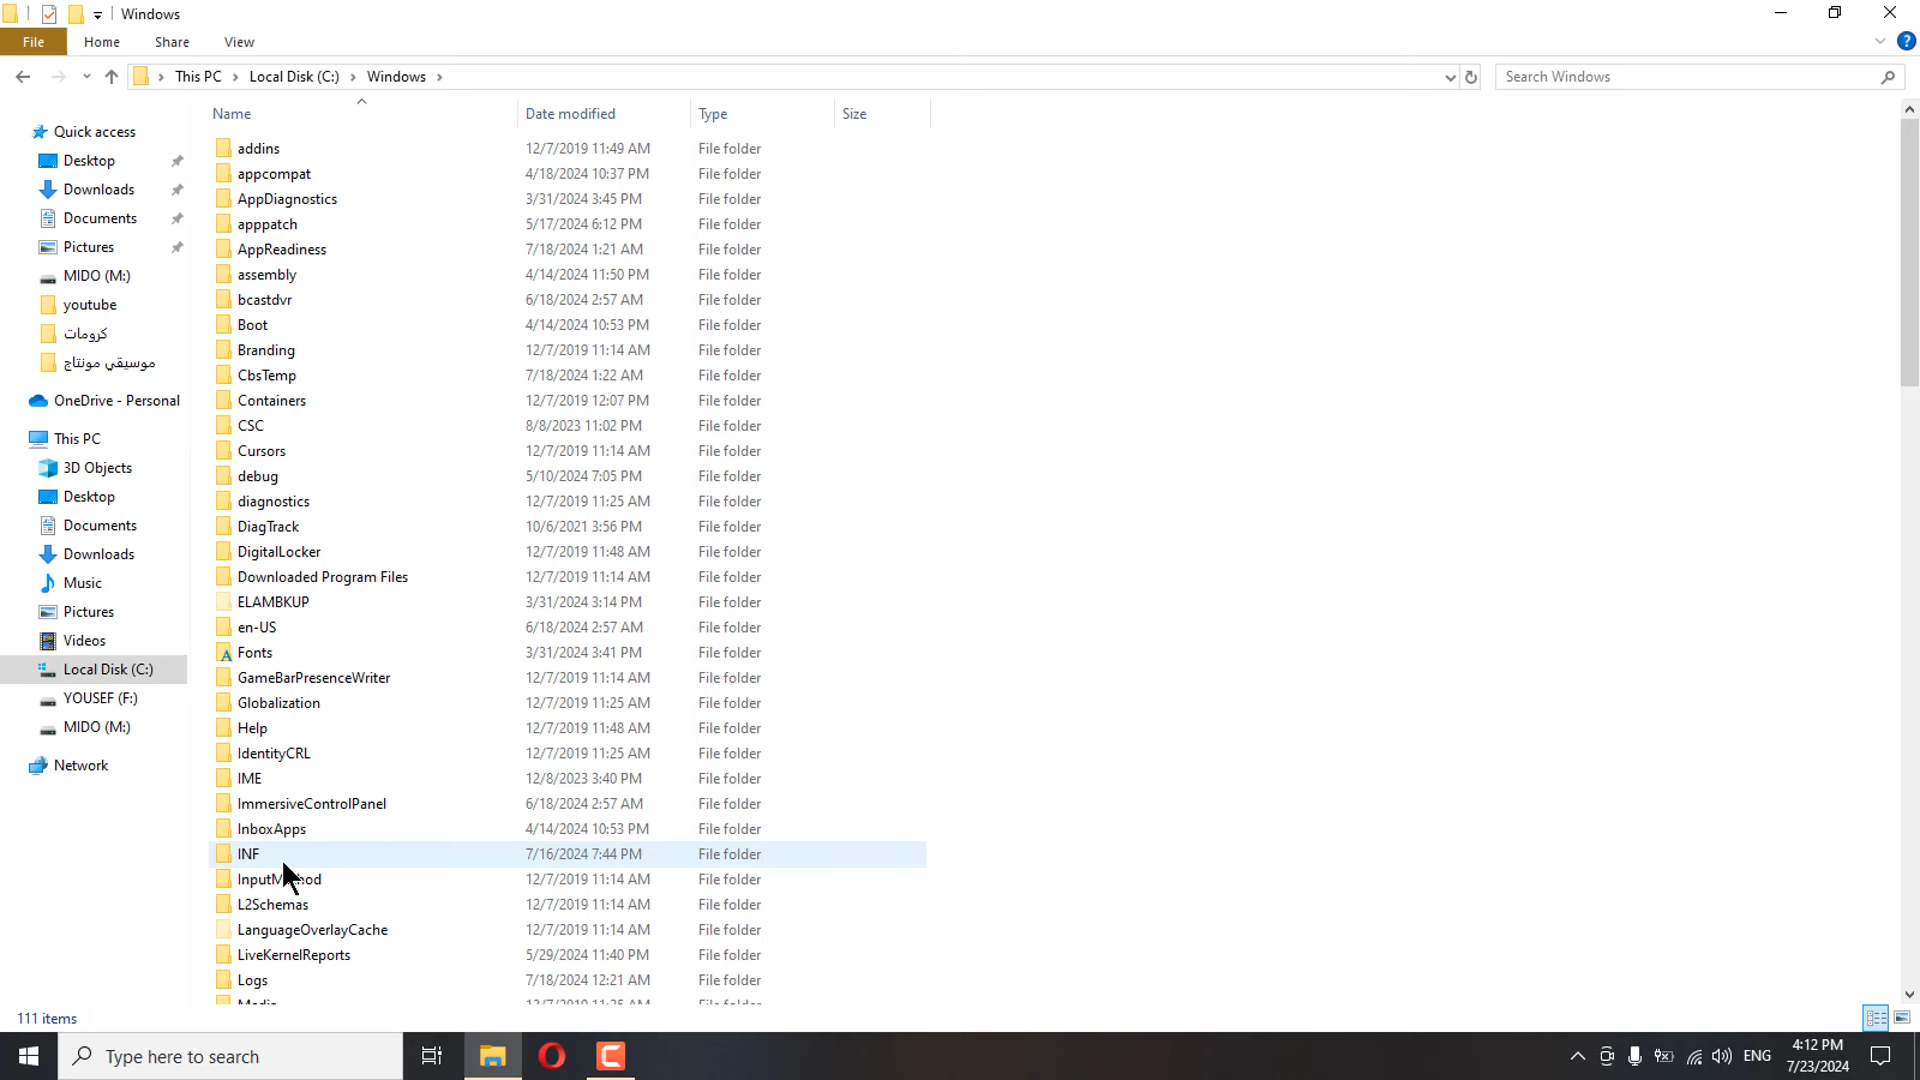 Windows
File Home Share View
This PC Local Disk (C:) Windows
Search Windows
Name Date modified Type Size
Quick access
Desktop
Downloads
Documents
Pictures
MIDO (M:)
youtube
كرومات
موسيقي مونتاج
OneDrive - Personal
This PC
3D Objects
Desktop
Documents
Downloads
Music
Pictures
Videos
Local Disk (C:)
YOUSEF (F:)
MIDO (M:)
Network
addins 12/7/2019 11:49 AM File folder
appcompat 4/18/2024 10:37 PM File folder
AppDiagnostics 3/31/2024 3:45 PM File folder
apppatch 5/17/2024 6:12 PM File folder
AppReadiness 7/18/2024 1:21 AM File folder
assembly 4/14/2024 11:50 PM File folder
bcastdvr 6/18/2024 2:57 AM File folder
Boot 4/14/2024 10:53 PM File folder
Branding 12/7/2019 11:14 AM File folder
CbsTemp 7/18/2024 1:22 AM File folder
Containers 12/7/2019 12:07 PM File folder
CSC 8/8/2023 11:02 PM File folder
Cursors 12/7/2019 11:14 AM File folder
debug 5/10/2024 7:05 PM File folder
diagnostics 12/7/2019 11:25 AM File folder
DiagTrack 10/6/2021 3:56 PM File folder
DigitalLocker 12/7/2019 11:48 AM File folder
Downloaded Program Files 12/7/2019 11:14 AM File folder
ELAMBKUP 3/31/2024 3:14 PM File folder
en-US 6/18/2024 2:57 AM File folder
Fonts 3/31/2024 3:41 PM File folder
GameBarPresenceWriter 12/7/2019 11:14 AM File folder
Globalization 12/7/2019 11:25 AM File folder
Help 12/7/2019 11:48 AM File folder
IdentityCRL 12/7/2019 11:25 AM File folder
IME 12/8/2023 3:40 PM File folder
ImmersiveControlPanel 6/18/2024 2:57 AM File folder
InboxApps 4/14/2024 10:53 PM File folder
INF 7/16/2024 7:44 PM File folder
12/7/2019 11:14 AM File folder
L2Schemas 12/7/2019 11:14 AM File folder
LanguageOverlayCache 12/7/2019 11:14 AM File folder
LiveKernelReports 5/29/2024 11:40 PM File folder
Logs 7/18/2024 12:21 AM File folder
111 items
Type here to search
ENG
4:12 PM
7/23/2024